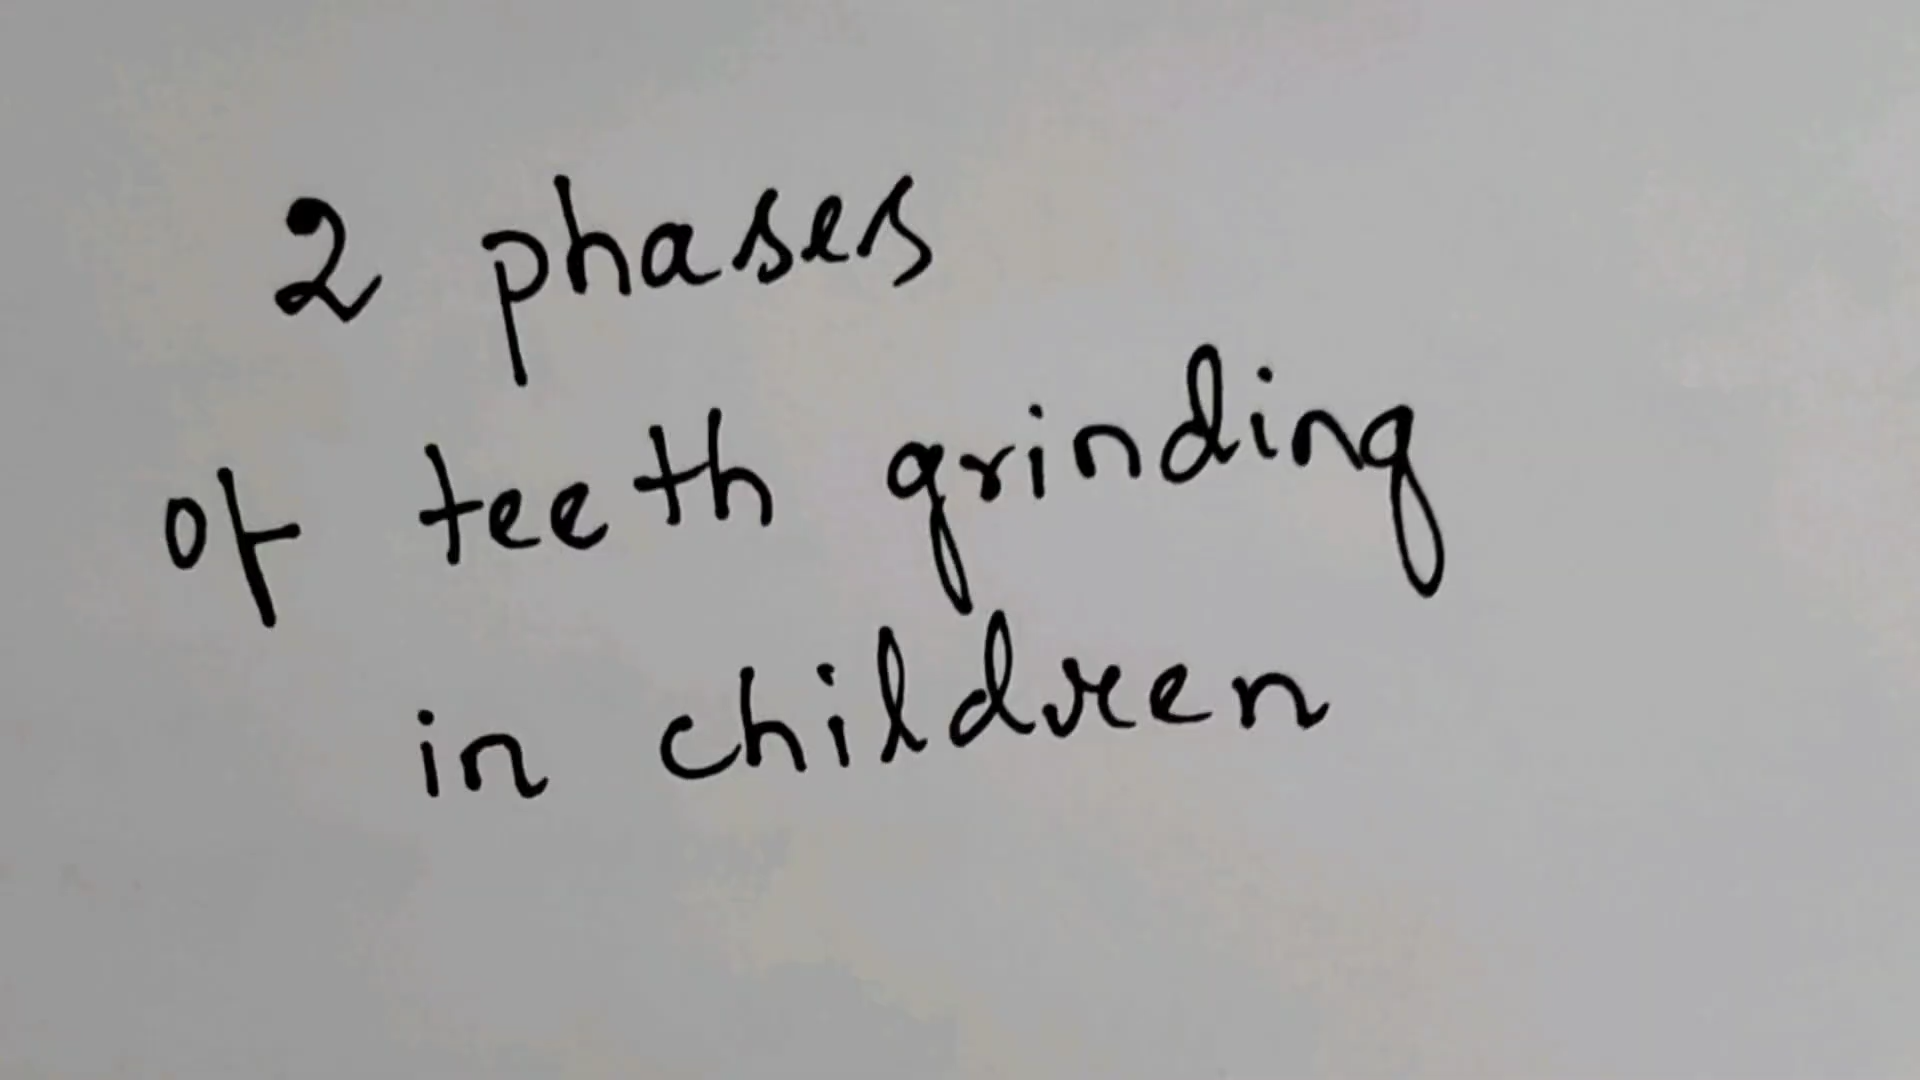 2 phases
of teeth grinding
in children